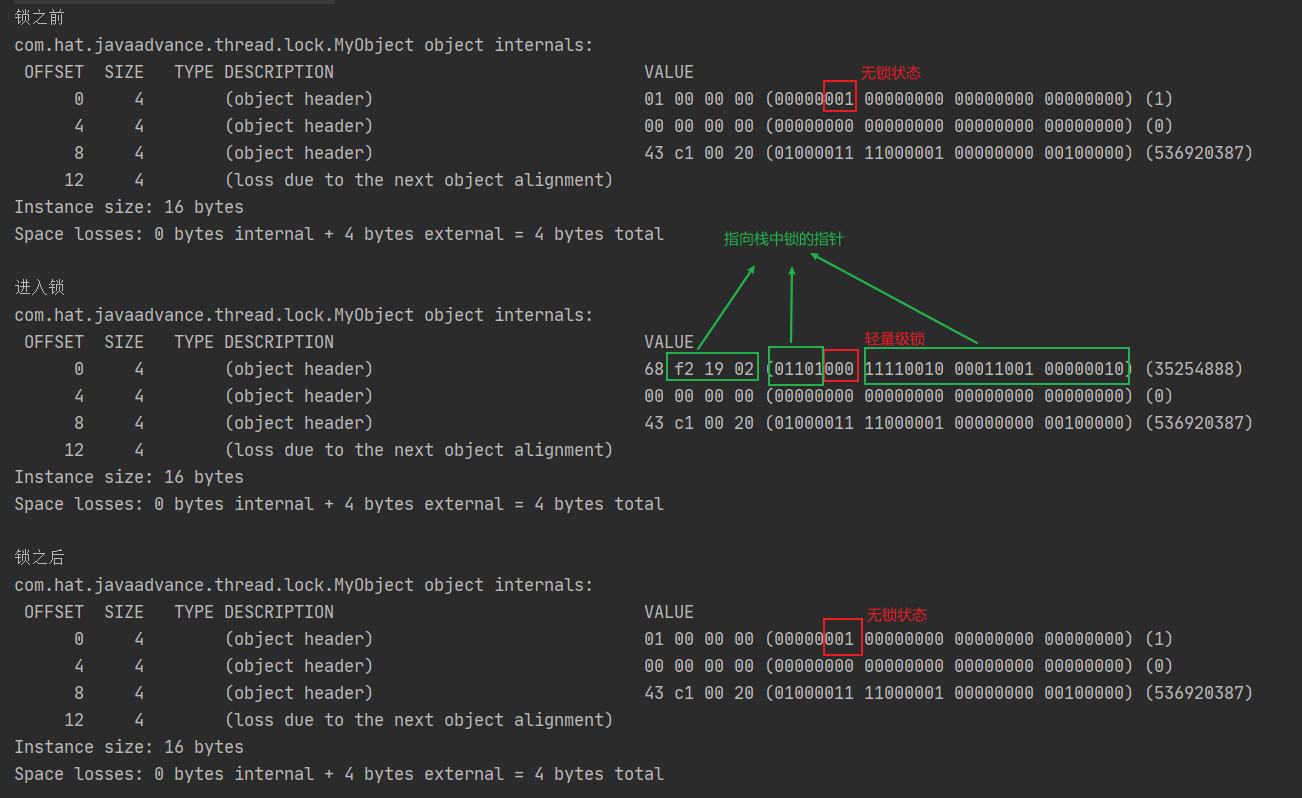 锁之前
com.hat.javaadvance.thread.lock.MyObject object internals:
OFFSET  SIZE   TYPE DESCRIPTION                               VALUE
无锁状态
0     4        (object header)                           01 00 00 00 (00000001 00000000 00000000 00000000) (1)
4     4        (object header)                           00 00 00 00 (00000000 00000000 00000000 00000000) (0)
8     4        (object header)                           43 c1 00 20 (01000011 11000001 00000000 00100000) (536920387)
12     4        (loss due to the next object alignment)
Instance size: 16 bytes
Space losses: 0 bytes internal + 4 bytes external = 4 bytes total
指向栈中锁的指针
进入锁
com.hat.javaadvance.thread.lock.MyObject object internals:
OFFSET  SIZE   TYPE DESCRIPTION                               VALUE
轻量级锁
0     4        (object header)                           68 f2 19 02 (01101000 11110010 00011001 00000010) (35254888)
4     4        (object header)                           00 00 00 00 (00000000 00000000 00000000 00000000) (0)
8     4        (object header)                           43 c1 00 20 (01000011 11000001 00000000 00100000) (536920387)
12     4        (loss due to the next object alignment)
Instance size: 16 bytes
Space losses: 0 bytes internal + 4 bytes external = 4 bytes total
锁之后
com.hat.javaadvance.thread.lock.MyObject object internals:
OFFSET  SIZE   TYPE DESCRIPTION                               VALUE
无锁状态
0     4        (object header)                           01 00 00 00 (00000001 00000000 00000000 00000000) (1)
4     4        (object header)                           00 00 00 00 (00000000 00000000 00000000 00000000) (0)
8     4        (object header)                           43 c1 00 20 (01000011 11000001 00000000 00100000) (536920387)
12     4        (loss due to the next object alignment)
Instance size: 16 bytes
Space losses: 0 bytes internal + 4 bytes external = 4 bytes total